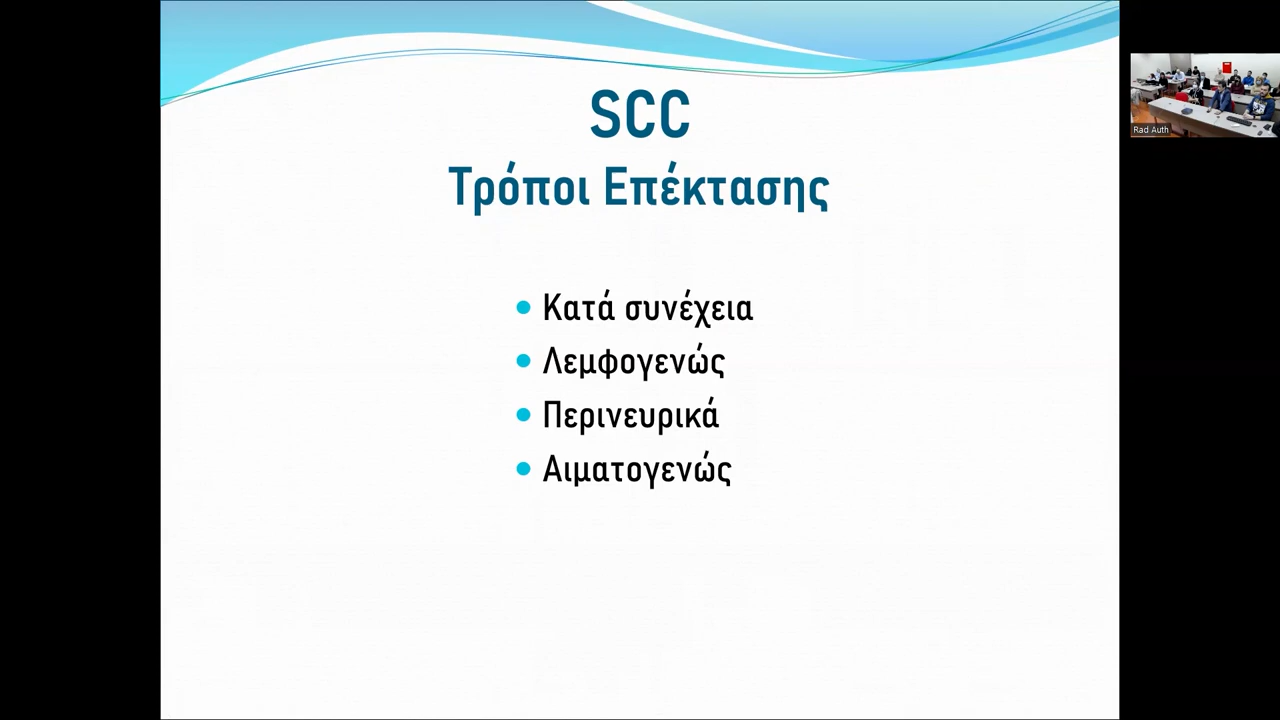 SCC
Τρόποι Επέκτασης
Κατά συνέχεια
Λεμφογενώς
Περινευρικά
Αιματογενώς
Rad Auth